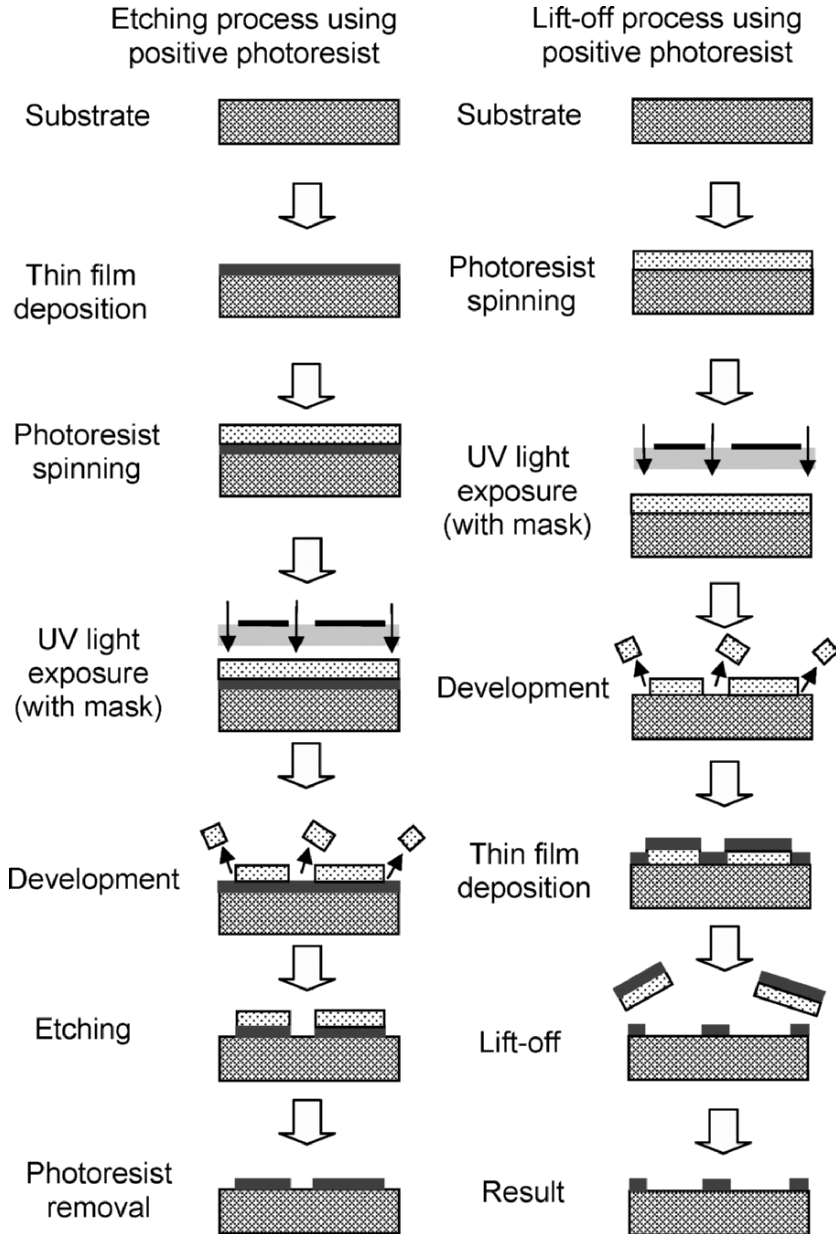 Etching process using
positive photoresist
Substrate
Thin film
deposition
Photoresist
spinning
UV light
exposure
(with mask)
Development
Etching
Photoresist
removal
Lift-off process using
positive photoresist
Substrate
Photoresist
spinning
UV light
exposure
(with mask)
Development
Thin film
deposition
Lift-off
Result